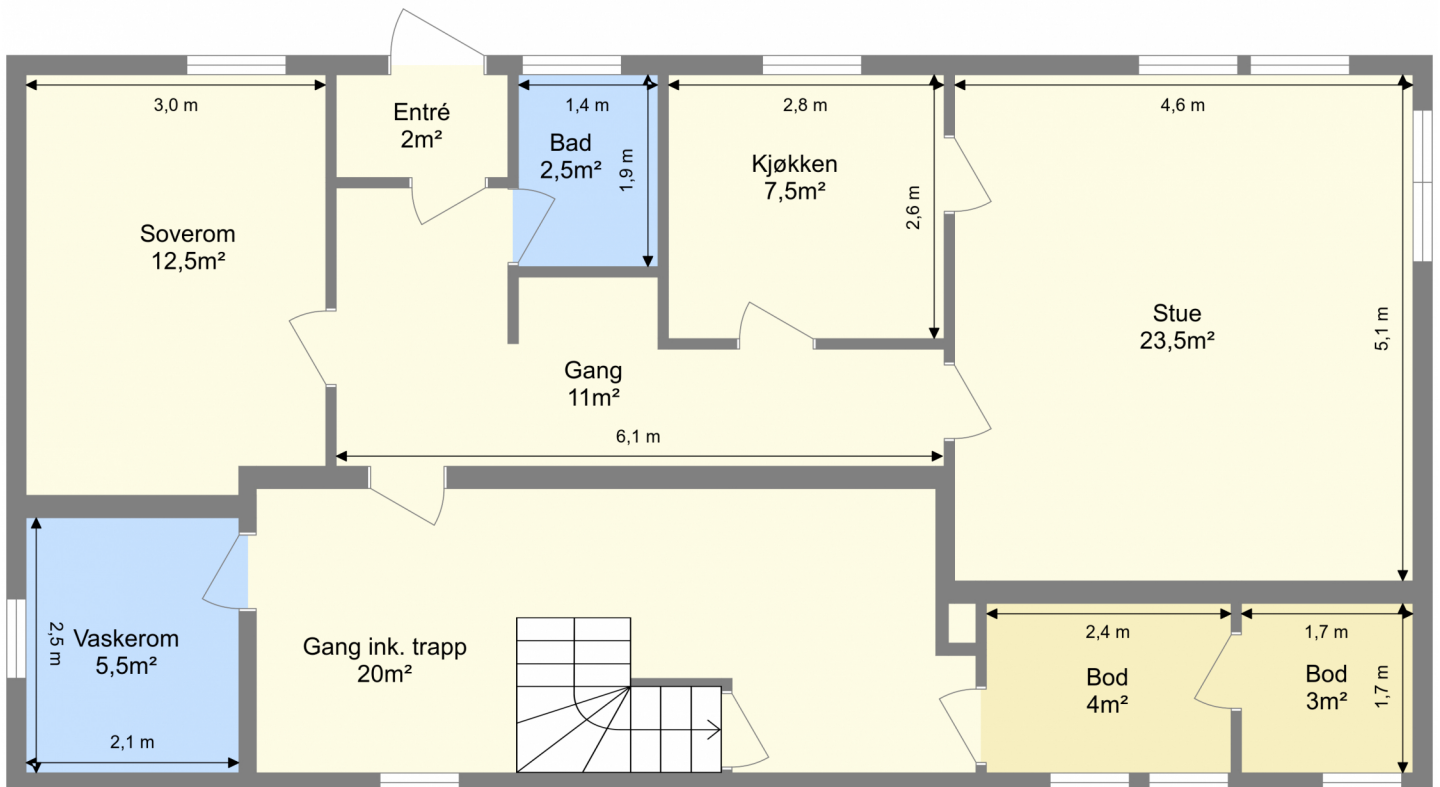 3,0 m
Entré
2m²
1,4 m
Bad
2,5m²
1,9 m
2,8 m
Kjøkken
7,5m²
2,6 m
4,6 m
Soverom
12,5m²
Stue
23,5m²
5,1 m
Gang
11m²
6,1 m
2,5 m
Vaskerom
5,5m²
2,1 m
Gang ink. trapp
20m²
2,4 m
Bod
4m²
1,7 m
Bod
3m²
1,7 m